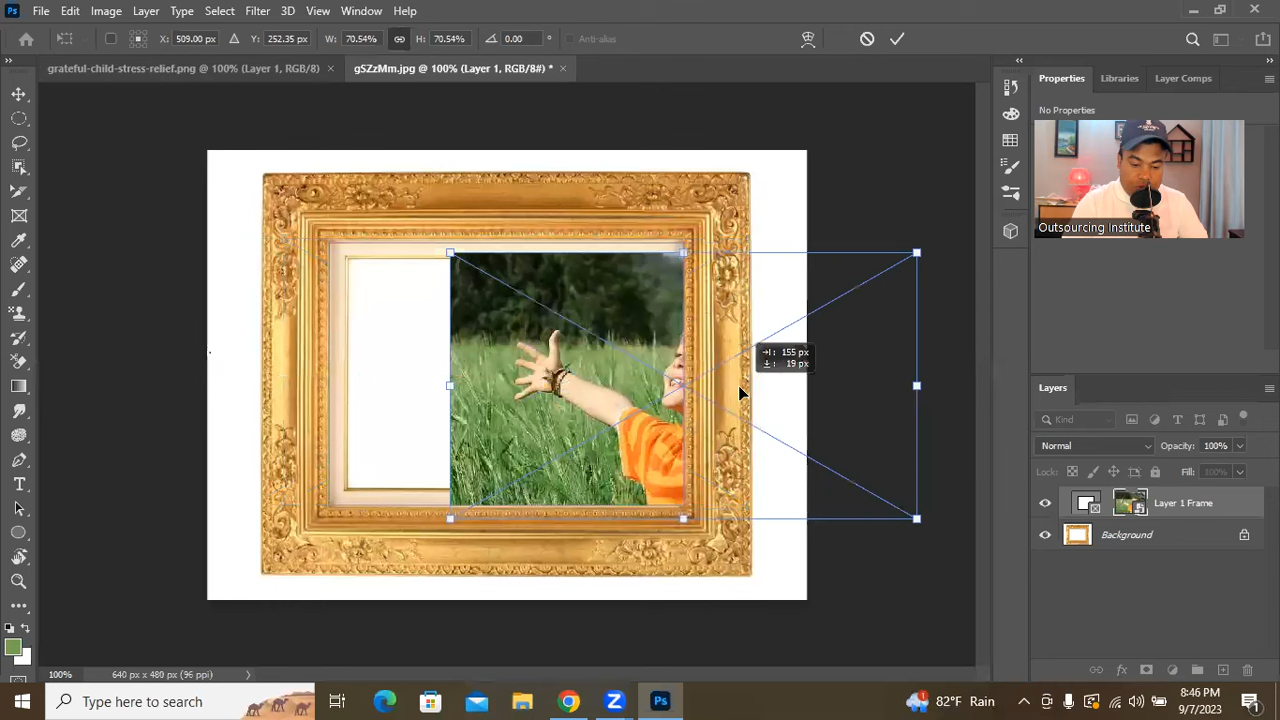 Ps File Edit Image Layer Type Select Filter 3D View Window Help
X: 509.00 px Y: 252.35 px W: 70.54% H: 70.54% 0.00 ° Anti-alias
grateful-child-stress-relief.png @ 100% (Layer 1, RGB/8) × gSZzMm.jpg @ 100% (Layer 1, RGB/8#) * ×
Properties Libraries Layer Comps
No Properties
Outsourcing Institute
155 px
19 px
Layers
Kind
Normal Opacity: 100%
Lock: Fill: 100%
Layer 1 Frame
Background
100% 640 px x 480 px (96 ppi)
Type here to search
Ps
82°F Rain
6:46 PM
9/7/2023
1